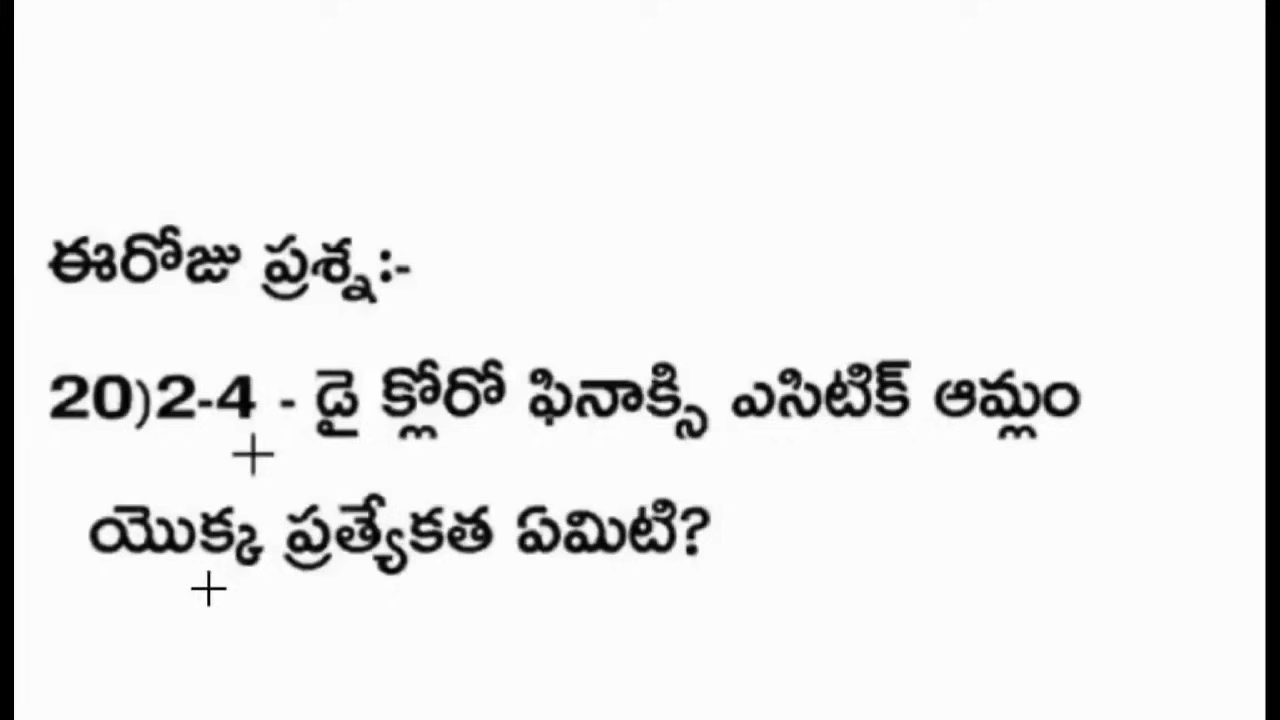 ఈరోజు ప్రశ్న:-
20)2-4 - డై క్లోరో ఫినాక్సి ఎసిటిక్ ఆమ్లం
యొక్క ప్రత్యేకత ఏమిటి?